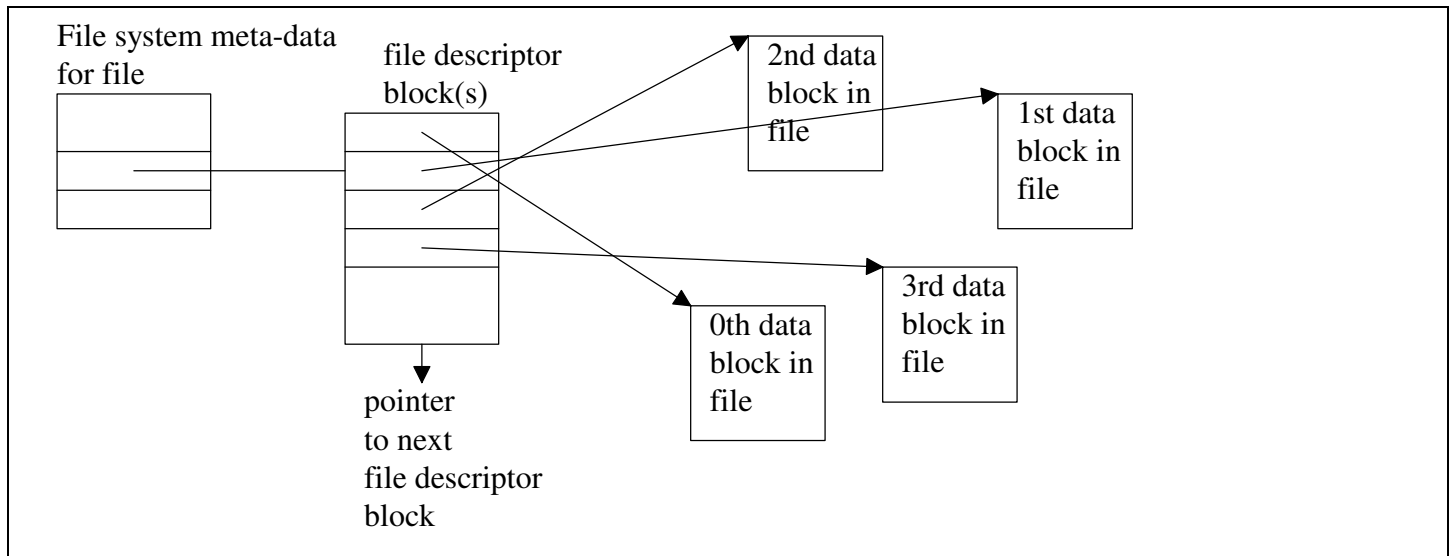 File system meta-data
for file
file descriptor
block(s)
2nd data
block in
file
1st data
block in
file
3rd data
block in
file
0th data
block in
file
pointer
to next
file descriptor
block